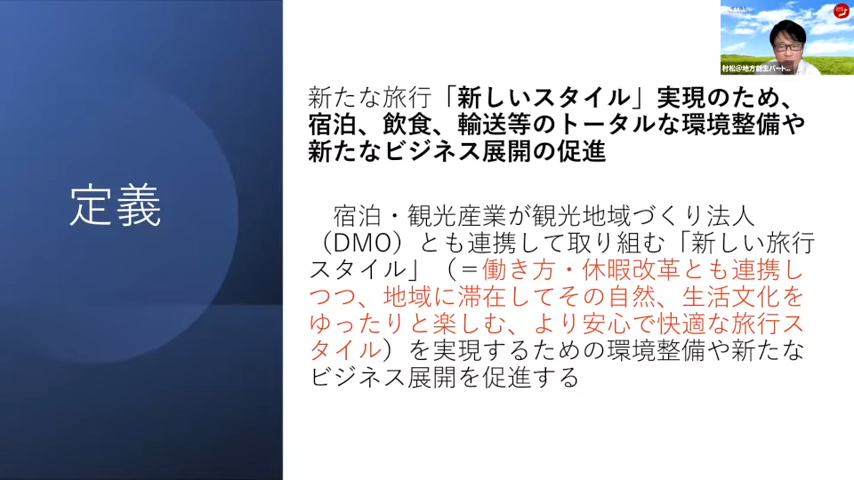 村松@地方創生パート...
定義
新たな旅行「新しいスタイル」実現のため、
宿泊、飲食、輸送等のトータルな環境整備や
新たなビジネス展開の促進
宿泊・観光産業が観光地域づくり法人
（DMO）とも連携して取り組む「新しい旅行
スタイル」（＝働き方・休暇改革とも連携し
つつ、地域に滞在してその自然、生活文化を
ゆったりと楽しむ、より安心で快適な旅行ス
タイル）を実現するための環境整備や新たな
ビジネス展開を促進する